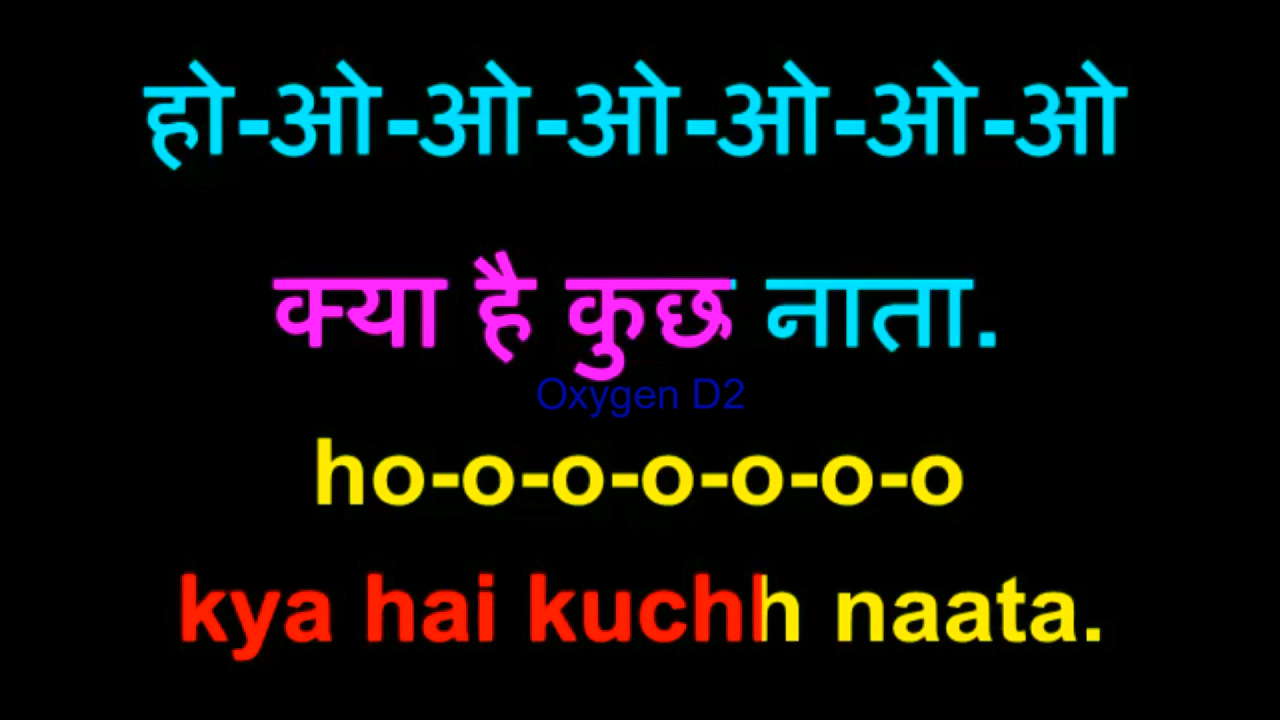 हो-ओ-ओ-ओ-ओ-ओ-ओ
क्या है कुछ नाता.
Oxygen D2
ho-o-o-o-o-o-o
kya hai kuchh naata.